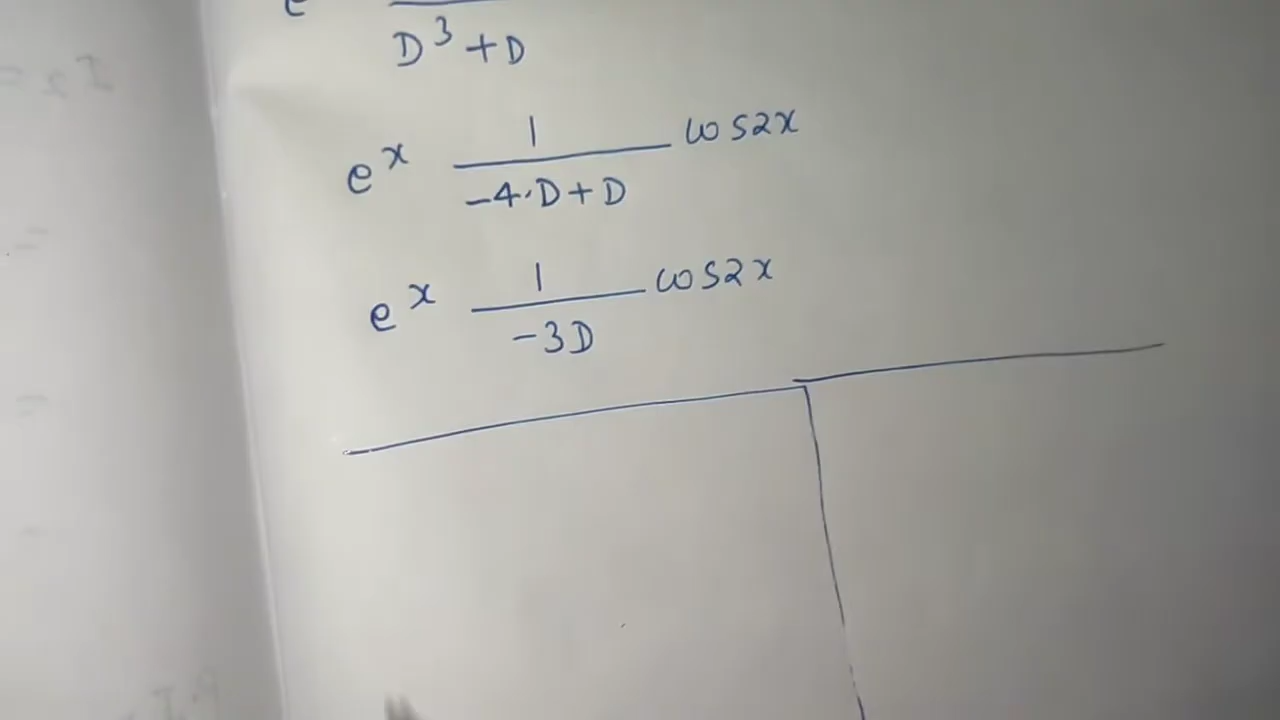 e
D³ + D
eˣ 1/(-4·D + D) cos2x
eˣ 1/(-3D) cos2x